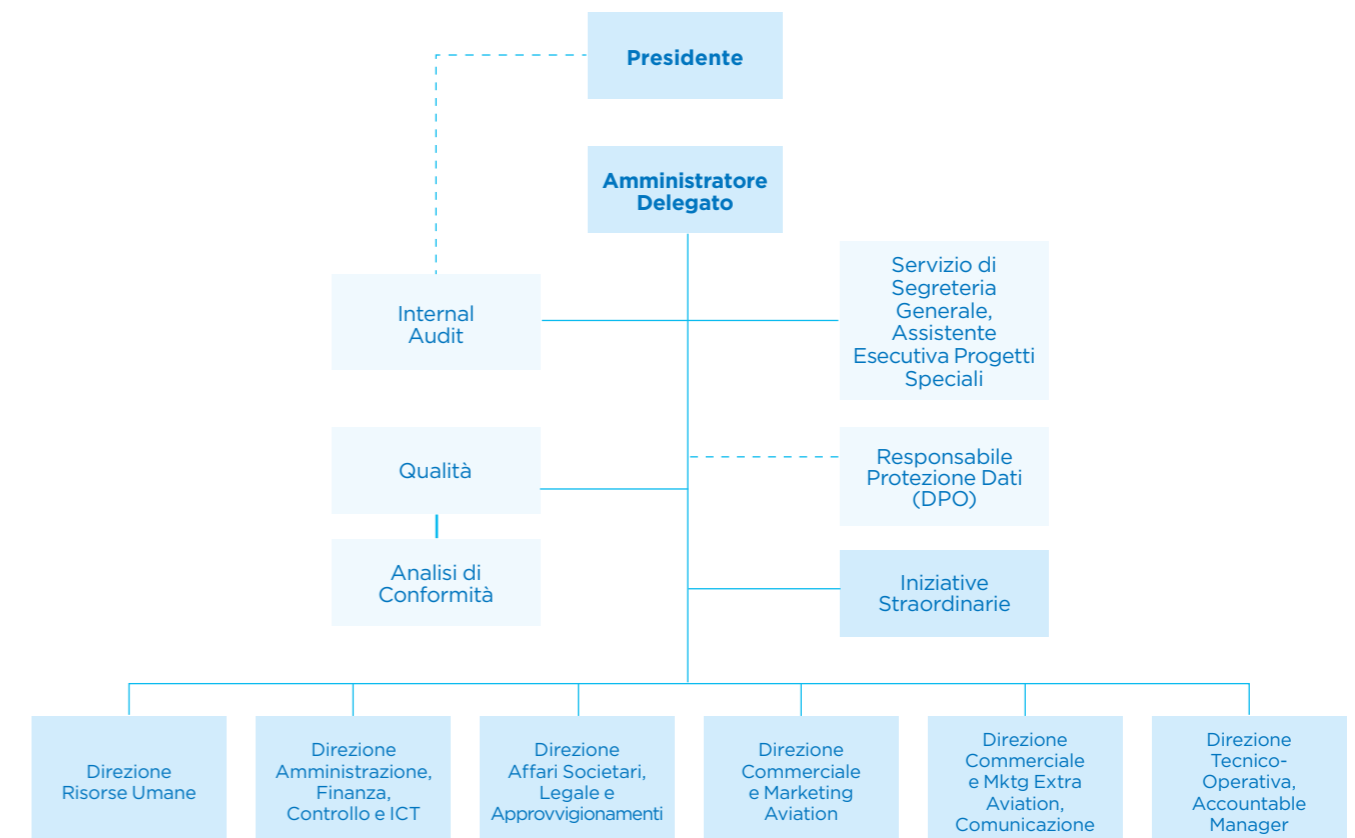 Presidente
Amministratore
Delegato
Internal
Audit
Servizio di
Segreteria
Generale,
Assistente
Esecutiva Progetti
Speciali
Qualità
Responsabile
Protezione Dati
(DPO)
Analisi di
Conformità
Iniziative
Straordinarie
Direzione
Risorse Umane
Direzione
Amministrazione,
Finanza,
Controllo e ICT
Direzione
Affari Societari,
Legale e
Approvvigionamenti
Direzione
Commerciale
e Marketing
Aviation
Direzione
Commerciale
e Mktg Extra
Aviation,
Comunicazione
Direzione
Tecnico-
Operativa,
Accountable
Manager